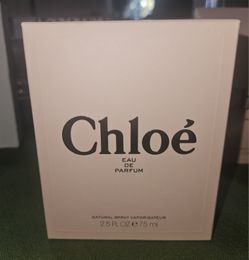 Chloé
EAU
DE
PARFUM
NATURAL SPRAY VAPORISATEUR
2.5 FL OZ e 75 ml